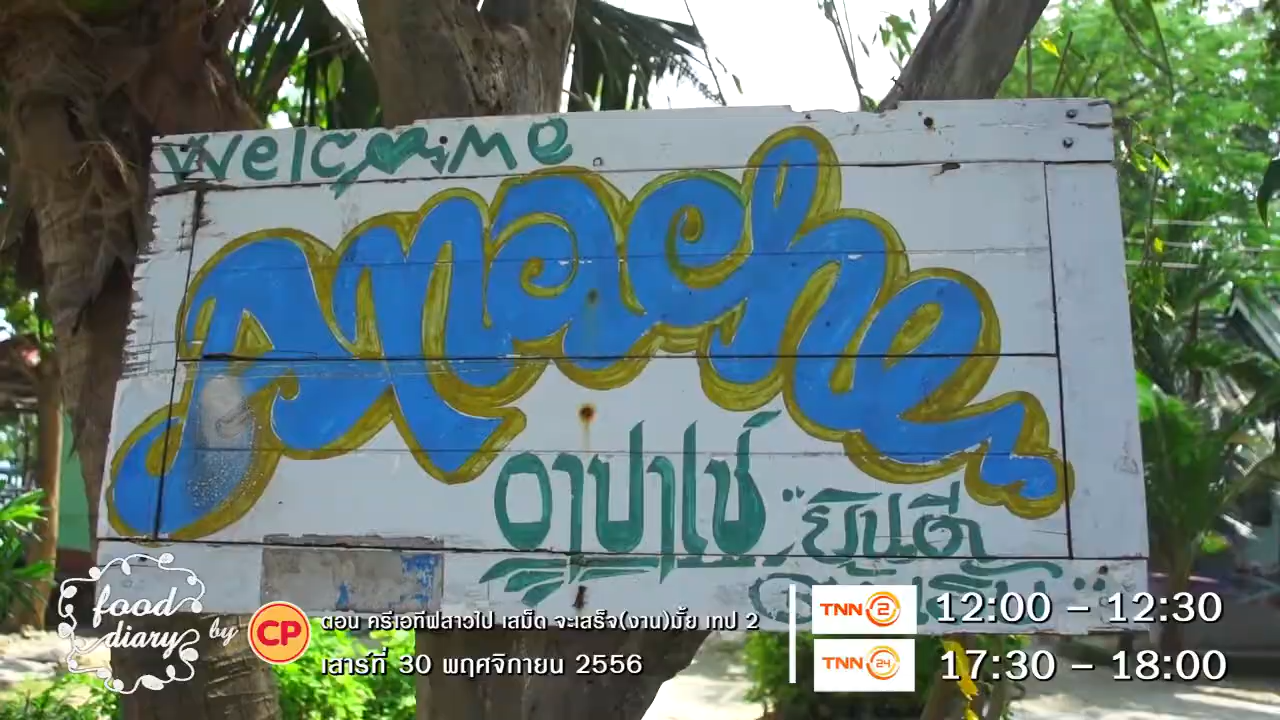 Welcome
Apache
อาปาเช่
"ยินดี
food
diary by CP
ตอน ครีเอทีฟสาวไป เสม็ด จะเสร็จ(งาน)มั้ย เทป 2
เสาร์ที่ 30 พฤศจิกายน 2556
TNN 2 12:00 - 12:30
TNN 24 17:30 - 18:00